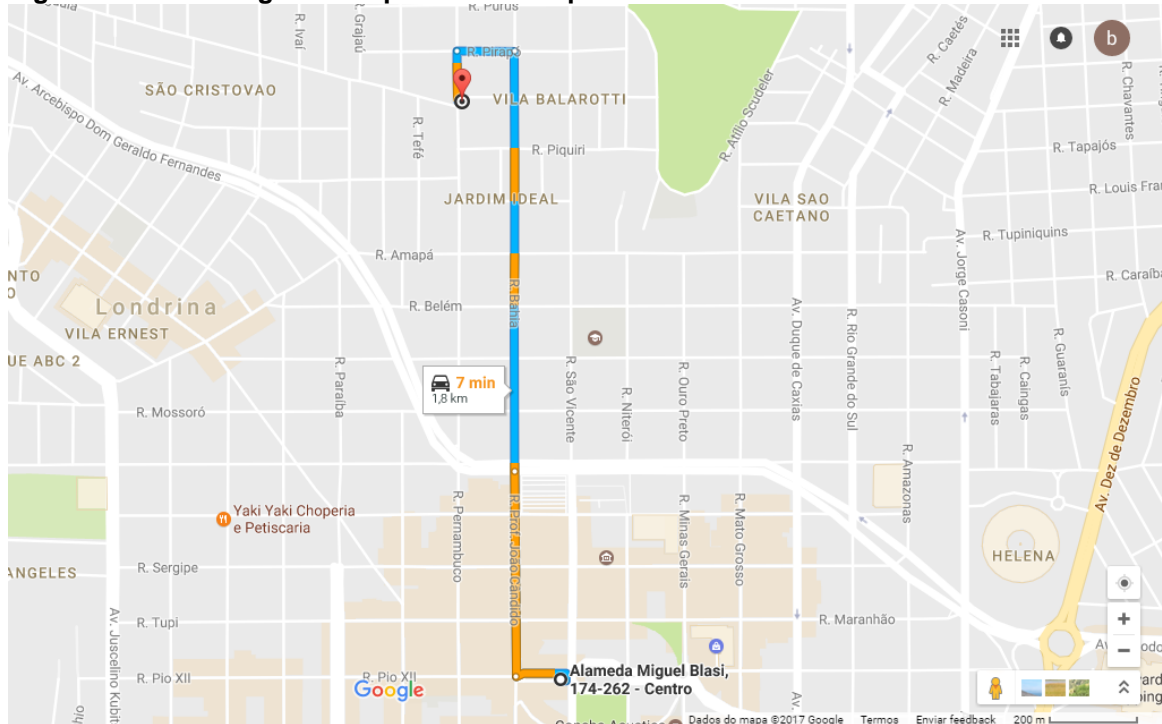 R. Purus
R. Ivaí
R. Grajaú
R. Pirapó
SÃO CRISTOVAO
VILA BALAROTTI
R. Caetés
R. Madeira
b
R. Chavantes
Av. Arcebispo Dom Geraldo Fernandes
R. Tefé
R. Piquiri
R. Atílio Scudeler
R. Tapajós
JARDIM IDEAL
VILA SAO
CAETANO
R. Louis Fra
R. Amapá
R. Tupiniquins
R. Caraíba
NTO
O
Londrina
R. Belém
R. Bahia
VILA ERNEST
UE ABC 2
Av. Duque de Caxias
R. Rio Grande do Sul
Av. Jorge Casoni
R. Guaranís
R. Tabajaras
R. Caingas
R. Paraíba
7 min
1,8 km
R. São Vicente
R. Niterói
R. Ouro Preto
R. Mossoró
Av. Dez de Dezembro
R. Amazonas
Yaki Yaki Choperia
e Petiscaria
R. Pernambuco
R. Prof. João Cândido
R. Minas Gerais
R. Mato Grosso
ANGELES
R. Sergipe
HELENA
R. Tupi
R. Maranhão
Av. Juscelino Kubit
R. Pio XII
R. Pio XII
Alameda Miguel Blasi,
174-262 - Centro
Av.
Google
Dados do mapa ©2017 Google
Termos
Enviar feedback
200 m